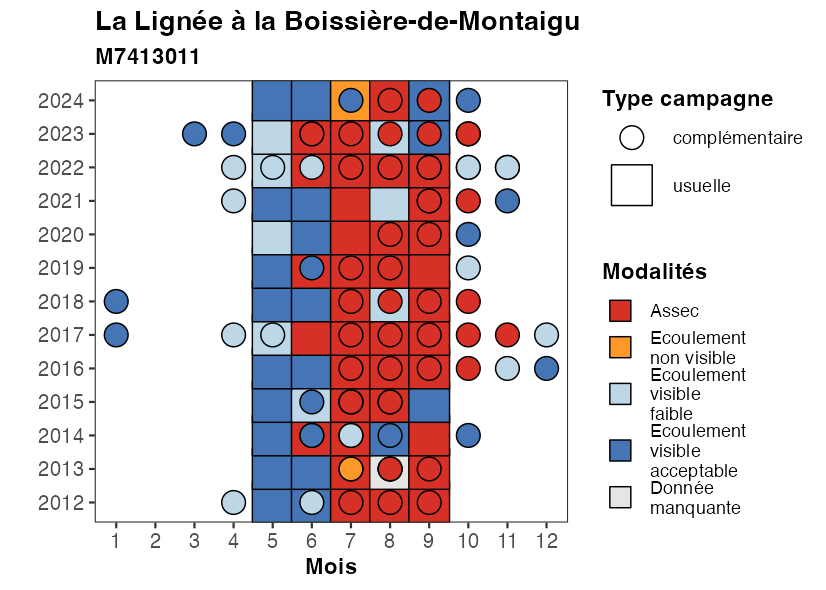 La Lignée à la Boissière-de-Montaigu
M7413011
2024
2023
2022
2021
2020
2019
2018
2017
2016
2015
2014
2013
2012
1 2 3 4 5 6 7 8 9 10 11 12
Mois
Type campagne
complémentaire
usuelle
Modalités
Assec
Ecoulement
non visible
Ecoulement
visible
faible
Ecoulement
visible
acceptable
Donnée
manquante